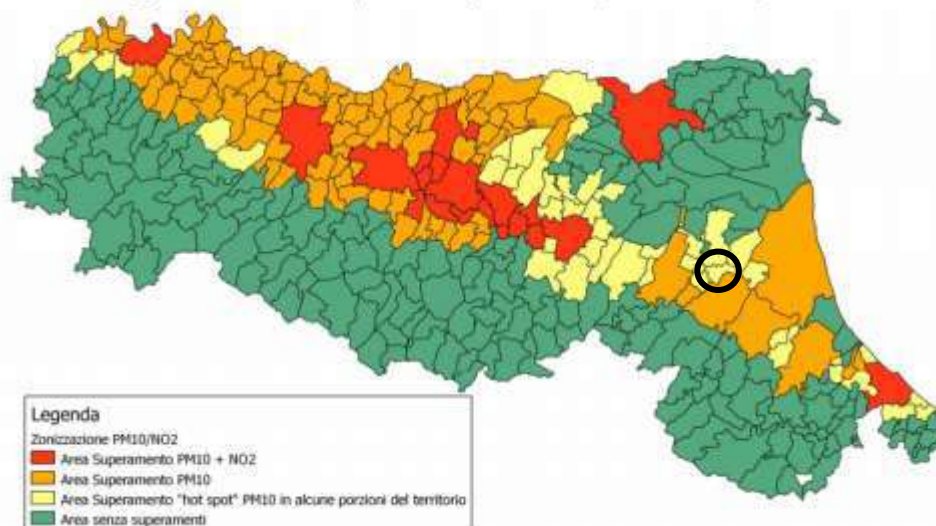 Legenda
Zonizzazione PM10/NO2
Area Superamento PM10 + NO2
Area Superamento PM10
Area Superamento "hot spot" PM10 in alcune porzioni del territorio
Area senza superamenti